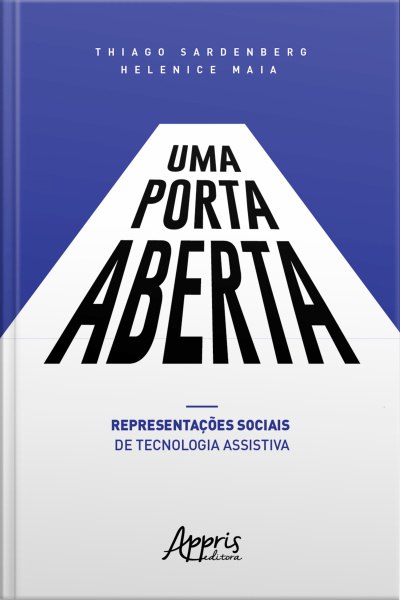 THIAGO SARDENBERG
HELENICE MAIA
UMA
PORTA
ABERTA
REPRESENTAÇÕES SOCIAIS
DE TECNOLOGIA ASSISTIVA
Appris
editora